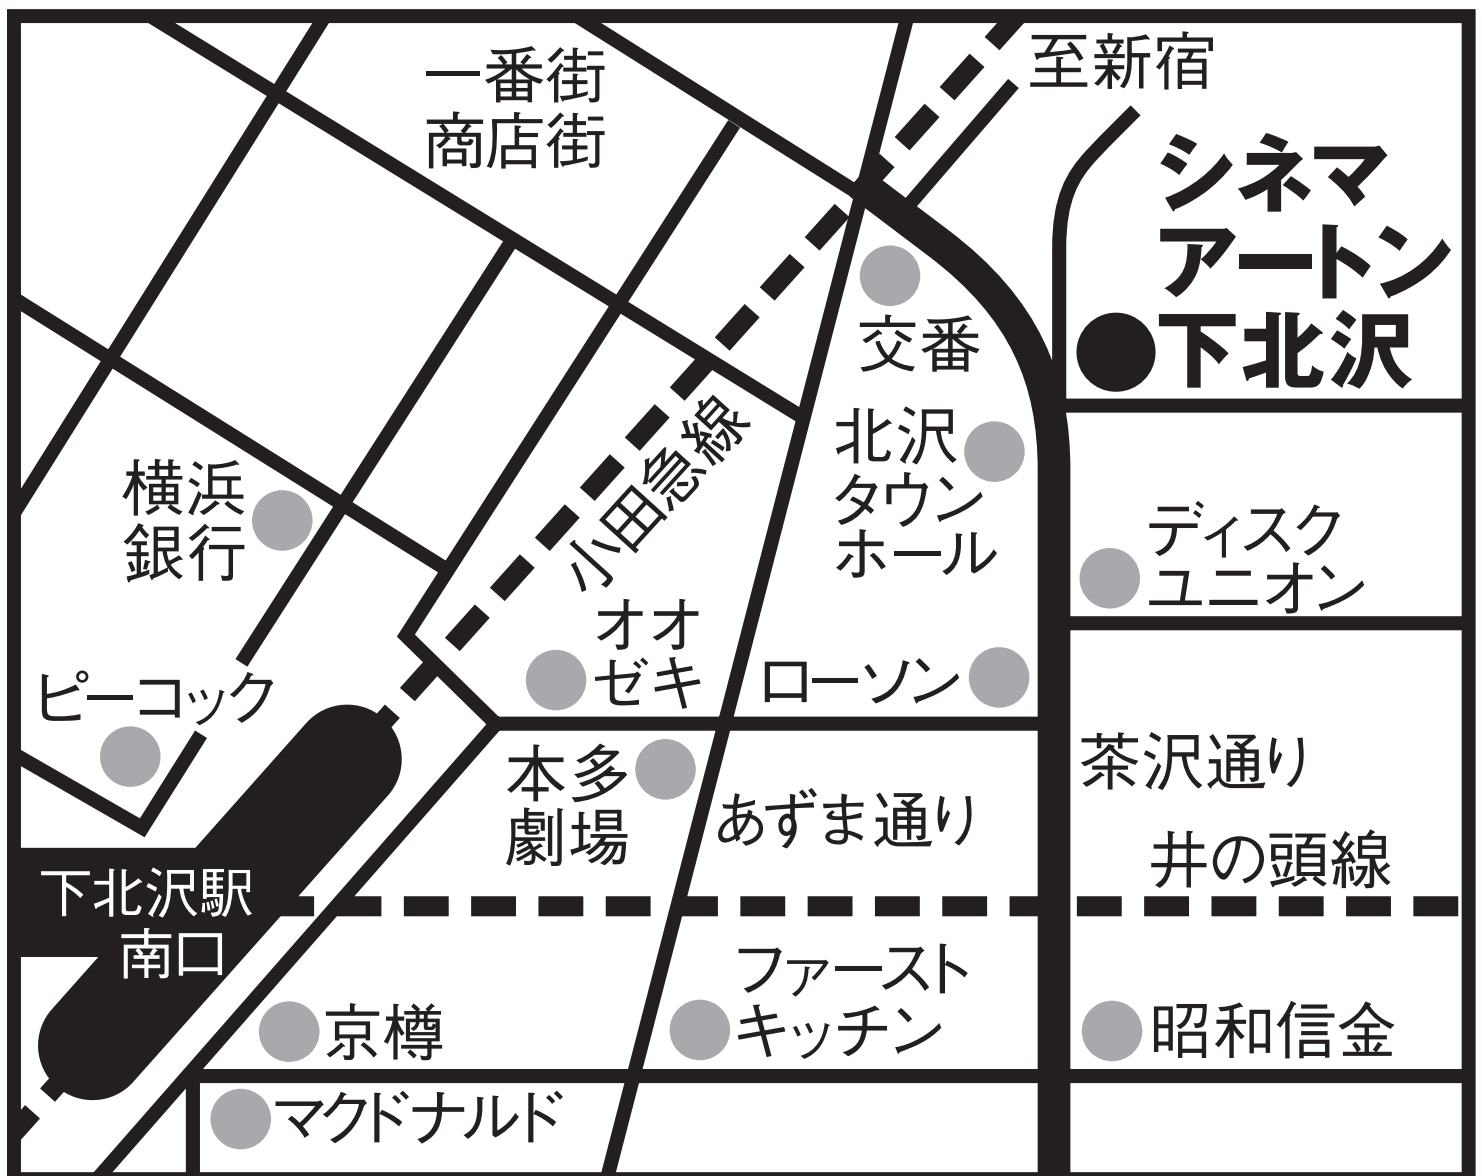 一番街
商店街
至新宿
シネマ
アートン
下北沢
交番
北沢
タウン
ホール
小田急線
横浜
銀行
ディスク
ユニオン
オオ
ゼキ
ローソン
ピーコック
本多
劇場
あずま通り
茶沢通り
井の頭線
下北沢駅
南口
ファースト
キッチン
京樽
昭和信金
マクドナルド